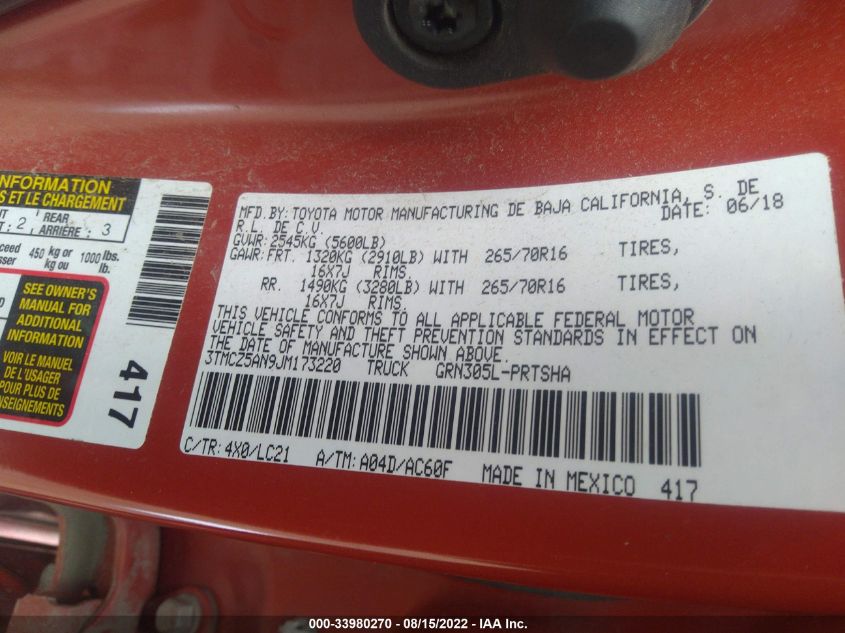 INFORMATION
S ET LE CHARGEMENT
2 REAR ARRIÈRE: 3
450 kg or 1000 lbs.
kg ou lb.
SEE OWNER'S
MANUAL FOR
ADDITIONAL
INFORMATION
VOIR LE MANUEL
DE L'USAGER
POUR PLUS DE
NSEIGNEMENTS
417
MFD.BY:TOYOTA MOTOR MANUFACTURING DE BAJA CALIFORNIA, S. DE
R.L. DE C.V. DATE: 06/18
GVWR: 2545KG (5600LB)
GAWR:FRT. 1320KG (2910LB) WITH 265/70R16 TIRES,
16X7J RIMS.
RR. 1490KG (3280LB) WITH 265/70R16 TIRES,
16X7J RIMS.
THIS VEHICLE CONFORMS TO ALL APPLICABLE FEDERAL MOTOR
VEHICLE SAFETY AND THEFT PREVENTION STANDARDS IN EFFECT ON
THE DATE OF MANUFACTURE SHOWN ABOVE.
3TMCZ5AN9JM173220 TRUCK GRN305L-PRTSHA
C/TR: 4X0/LC21 A/TM: A04D/AC60F MADE IN MEXICO 417
000-33980270 - 08/15/2022 - IAA Inc.